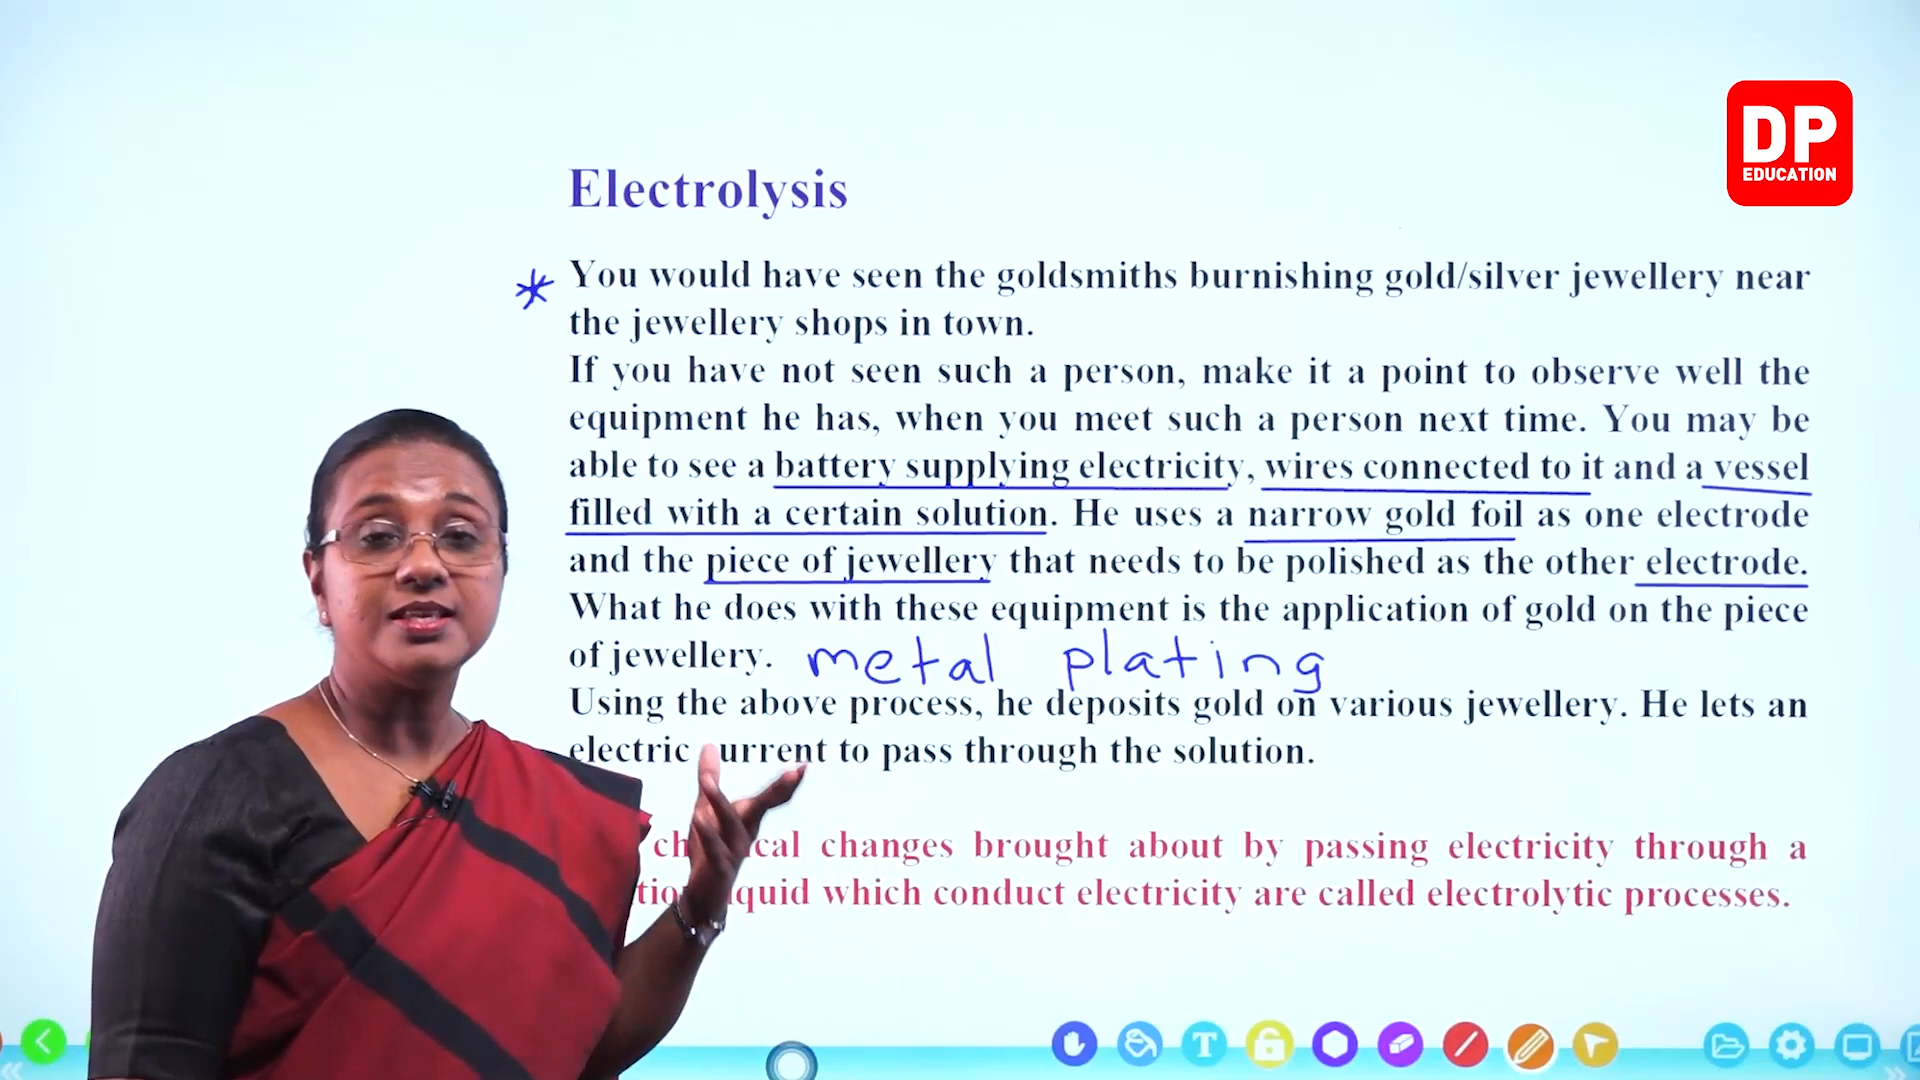 DP
EDUCATION
Electrolysis
* You would have seen the goldsmiths burnishing gold/silver jewellery near
the jewellery shops in town.
If you have not seen such a person, make it a point to observe well the
equipment he has, when you meet such a person next time. You may be
able to see a battery supplying electricity, wires connected to it and a vessel
filled with a certain solution. He uses a narrow gold foil as one electrode
and the piece of jewellery that needs to be polished as the other electrode.
What he does with these equipment is the application of gold on the piece
of jewellery. metal plating
Using the above process, he deposits gold on various jewellery. He lets an
electric current to pass through the solution.
changes brought about by passing electricity through a
which conduct electricity are called electrolytic processes.
T